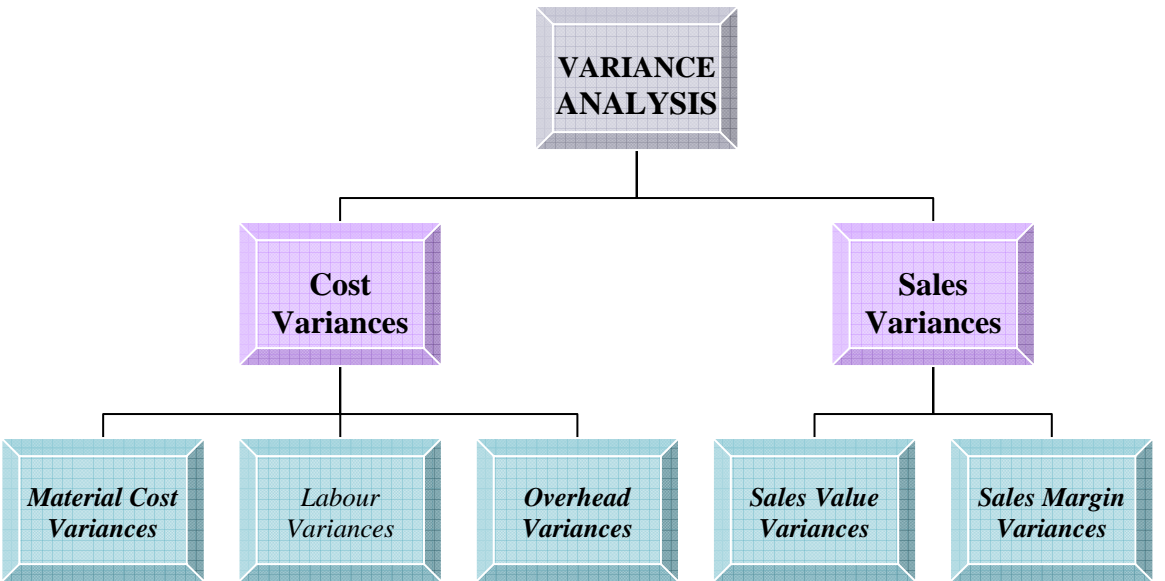 VARIANCE
ANALYSIS
Cost
Variances
Sales
Variances
Material Cost
Variances
Labour
Variances
Overhead
Variances
Sales Value
Variances
Sales Margin
Variances